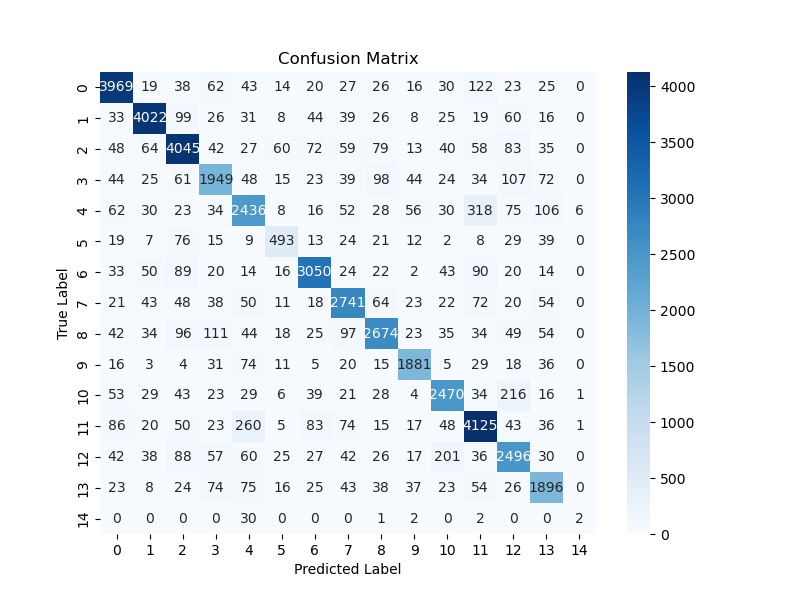 Confusion Matrix
0 3969 19 38 62 43 14 20 27 26 16 30 122 23 25 0
1 33 4022 99 26 31 8 44 39 26 8 25 19 60 16 0
2 48 64 4045 42 27 60 72 59 79 13 40 58 83 35 0
3 44 25 61 1949 48 15 23 39 98 44 24 34 107 72 0
4 62 30 23 34 2436 8 16 52 28 56 30 318 75 106 6
5 19 7 76 15 9 493 13 24 21 12 2 8 29 39 0
6 33 50 89 20 14 16 3050 24 22 2 43 90 20 14 0
7 21 43 48 38 50 11 18 2741 64 23 22 72 20 54 0
8 42 34 96 111 44 18 25 97 2674 23 35 34 49 54 0
9 16 3 4 31 74 11 5 20 15 1881 5 29 18 36 0
10 53 29 43 23 29 6 39 21 28 4 2470 34 216 16 1
11 86 20 50 23 260 5 83 74 15 17 48 4125 43 36 1
12 42 38 88 57 60 25 27 42 26 17 201 36 2496 30 0
13 23 8 24 74 75 16 25 43 38 37 23 54 26 1896 0
14 0 0 0 0 30 0 0 0 1 2 0 2 0 0 2
0 1 2 3 4 5 6 7 8 9 10 11 12 13 14
Predicted Label
True Label
4000
3500
3000
2500
2000
1500
1000
500
0